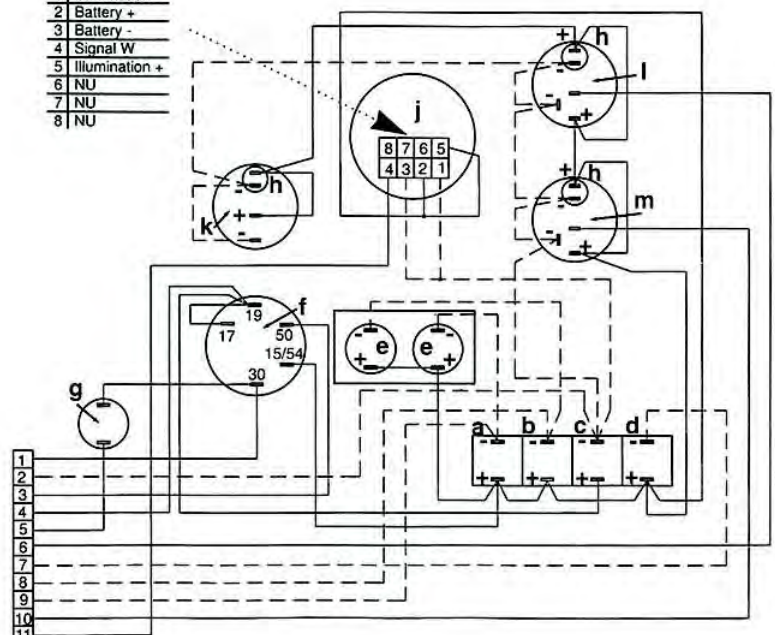 2 Battery +
3 Battery -
4 Signal W
5 Illumination +
6 NU
7 NU
8 NU
+ h
- l
-
+
j
8 7 6 5
4 3 2 1
h
-
k +
-
+ h
- m
-
+
19 f
17 50
15/54
30
- -
e e
+ +
g
a b c d
- - - -
+ + + +
1
2
3
4
5
6
7
8
9
10
11